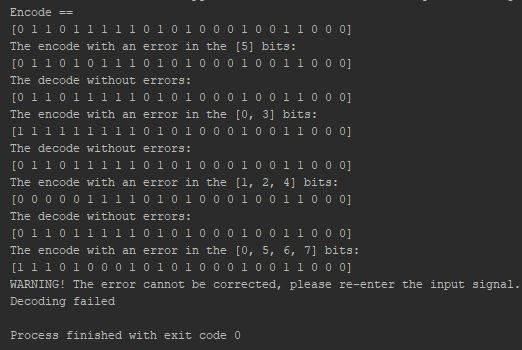 Encode ==
[0 1 1 0 1 1 1 1 1 0 1 0 1 0 0 0 1 0 0 1 1 0 0 0]
The encode with an error in the [5] bits:
[0 1 1 0 1 0 1 1 1 0 1 0 1 0 0 0 1 0 0 1 1 0 0 0]
The decode without errors:
[0 1 1 0 1 1 1 1 1 0 1 0 1 0 0 0 1 0 0 1 1 0 0 0]
The encode with an error in the [0, 3] bits:
[1 1 1 1 1 1 1 1 1 0 1 0 1 0 0 0 1 0 0 1 1 0 0 0]
The decode without errors:
[0 1 1 0 1 1 1 1 1 0 1 0 1 0 0 0 1 0 0 1 1 0 0 0]
The encode with an error in the [1, 2, 4] bits:
[0 0 0 0 0 1 1 1 1 0 1 0 1 0 0 0 1 0 0 1 1 0 0 0]
The decode without errors:
[0 1 1 0 1 1 1 1 1 0 1 0 1 0 0 0 1 0 0 1 1 0 0 0]
The encode with an error in the [0, 5, 6, 7] bits:
[1 1 1 0 1 0 0 0 1 0 1 0 1 0 0 0 1 0 0 1 1 0 0 0]
WARNING! The error cannot be corrected, please re-enter the input signal.
Decoding failed
Process finished with exit code 0